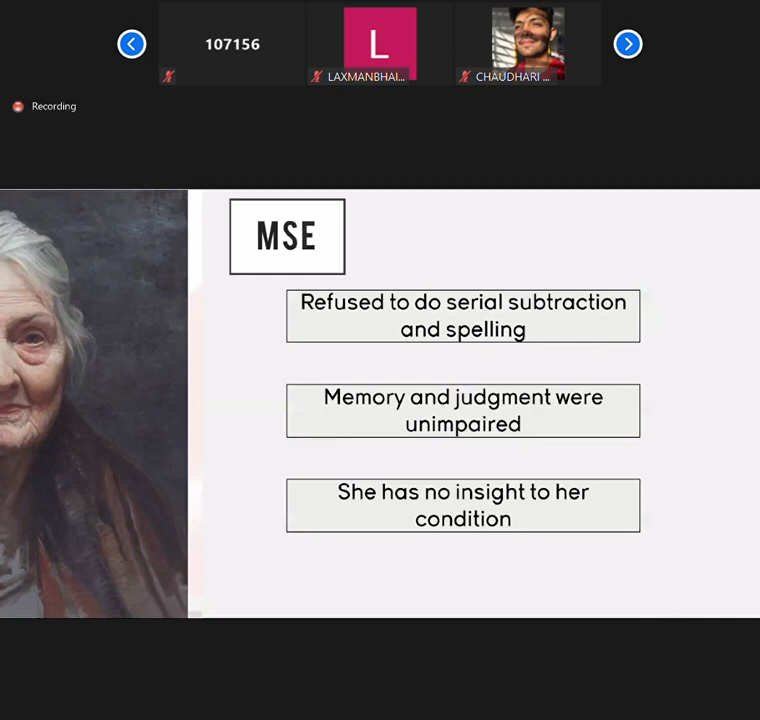 107156
L
LAXMANBHAI...
CHAUDHARI ...
Recording
MSE
Refused to do serial subtraction
and spelling
Memory and judgment were
unimpaired
She has no insight to her
condition